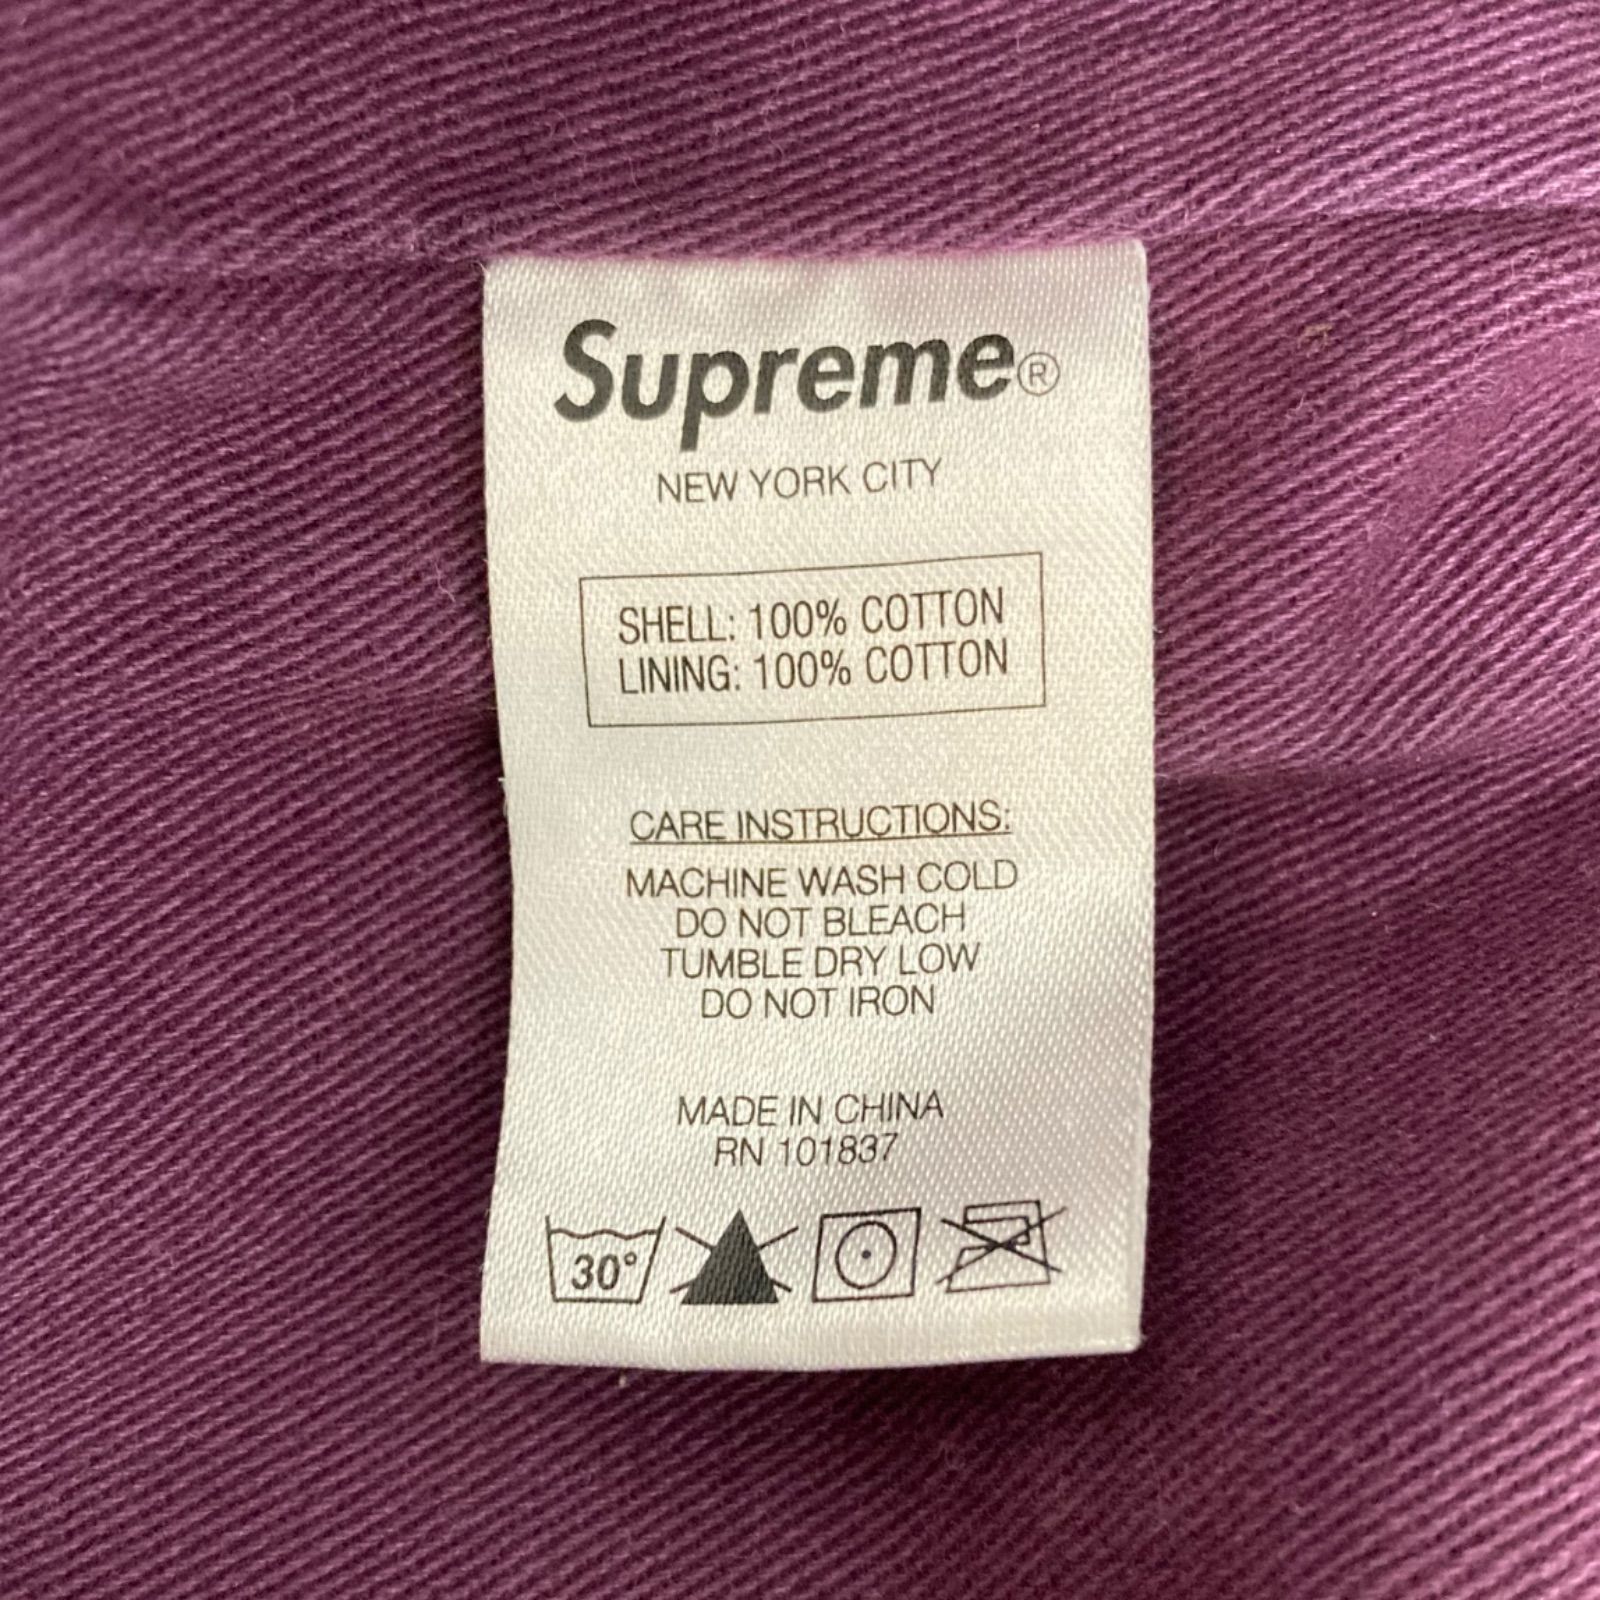 Supreme®
NEW YORK CITY
SHELL: 100% COTTON
LINING: 100% COTTON
CARE INSTRUCTIONS:
MACHINE WASH COLD
DO NOT BLEACH
TUMBLE DRY LOW
DO NOT IRON
MADE IN CHINA
RN 101837
30°